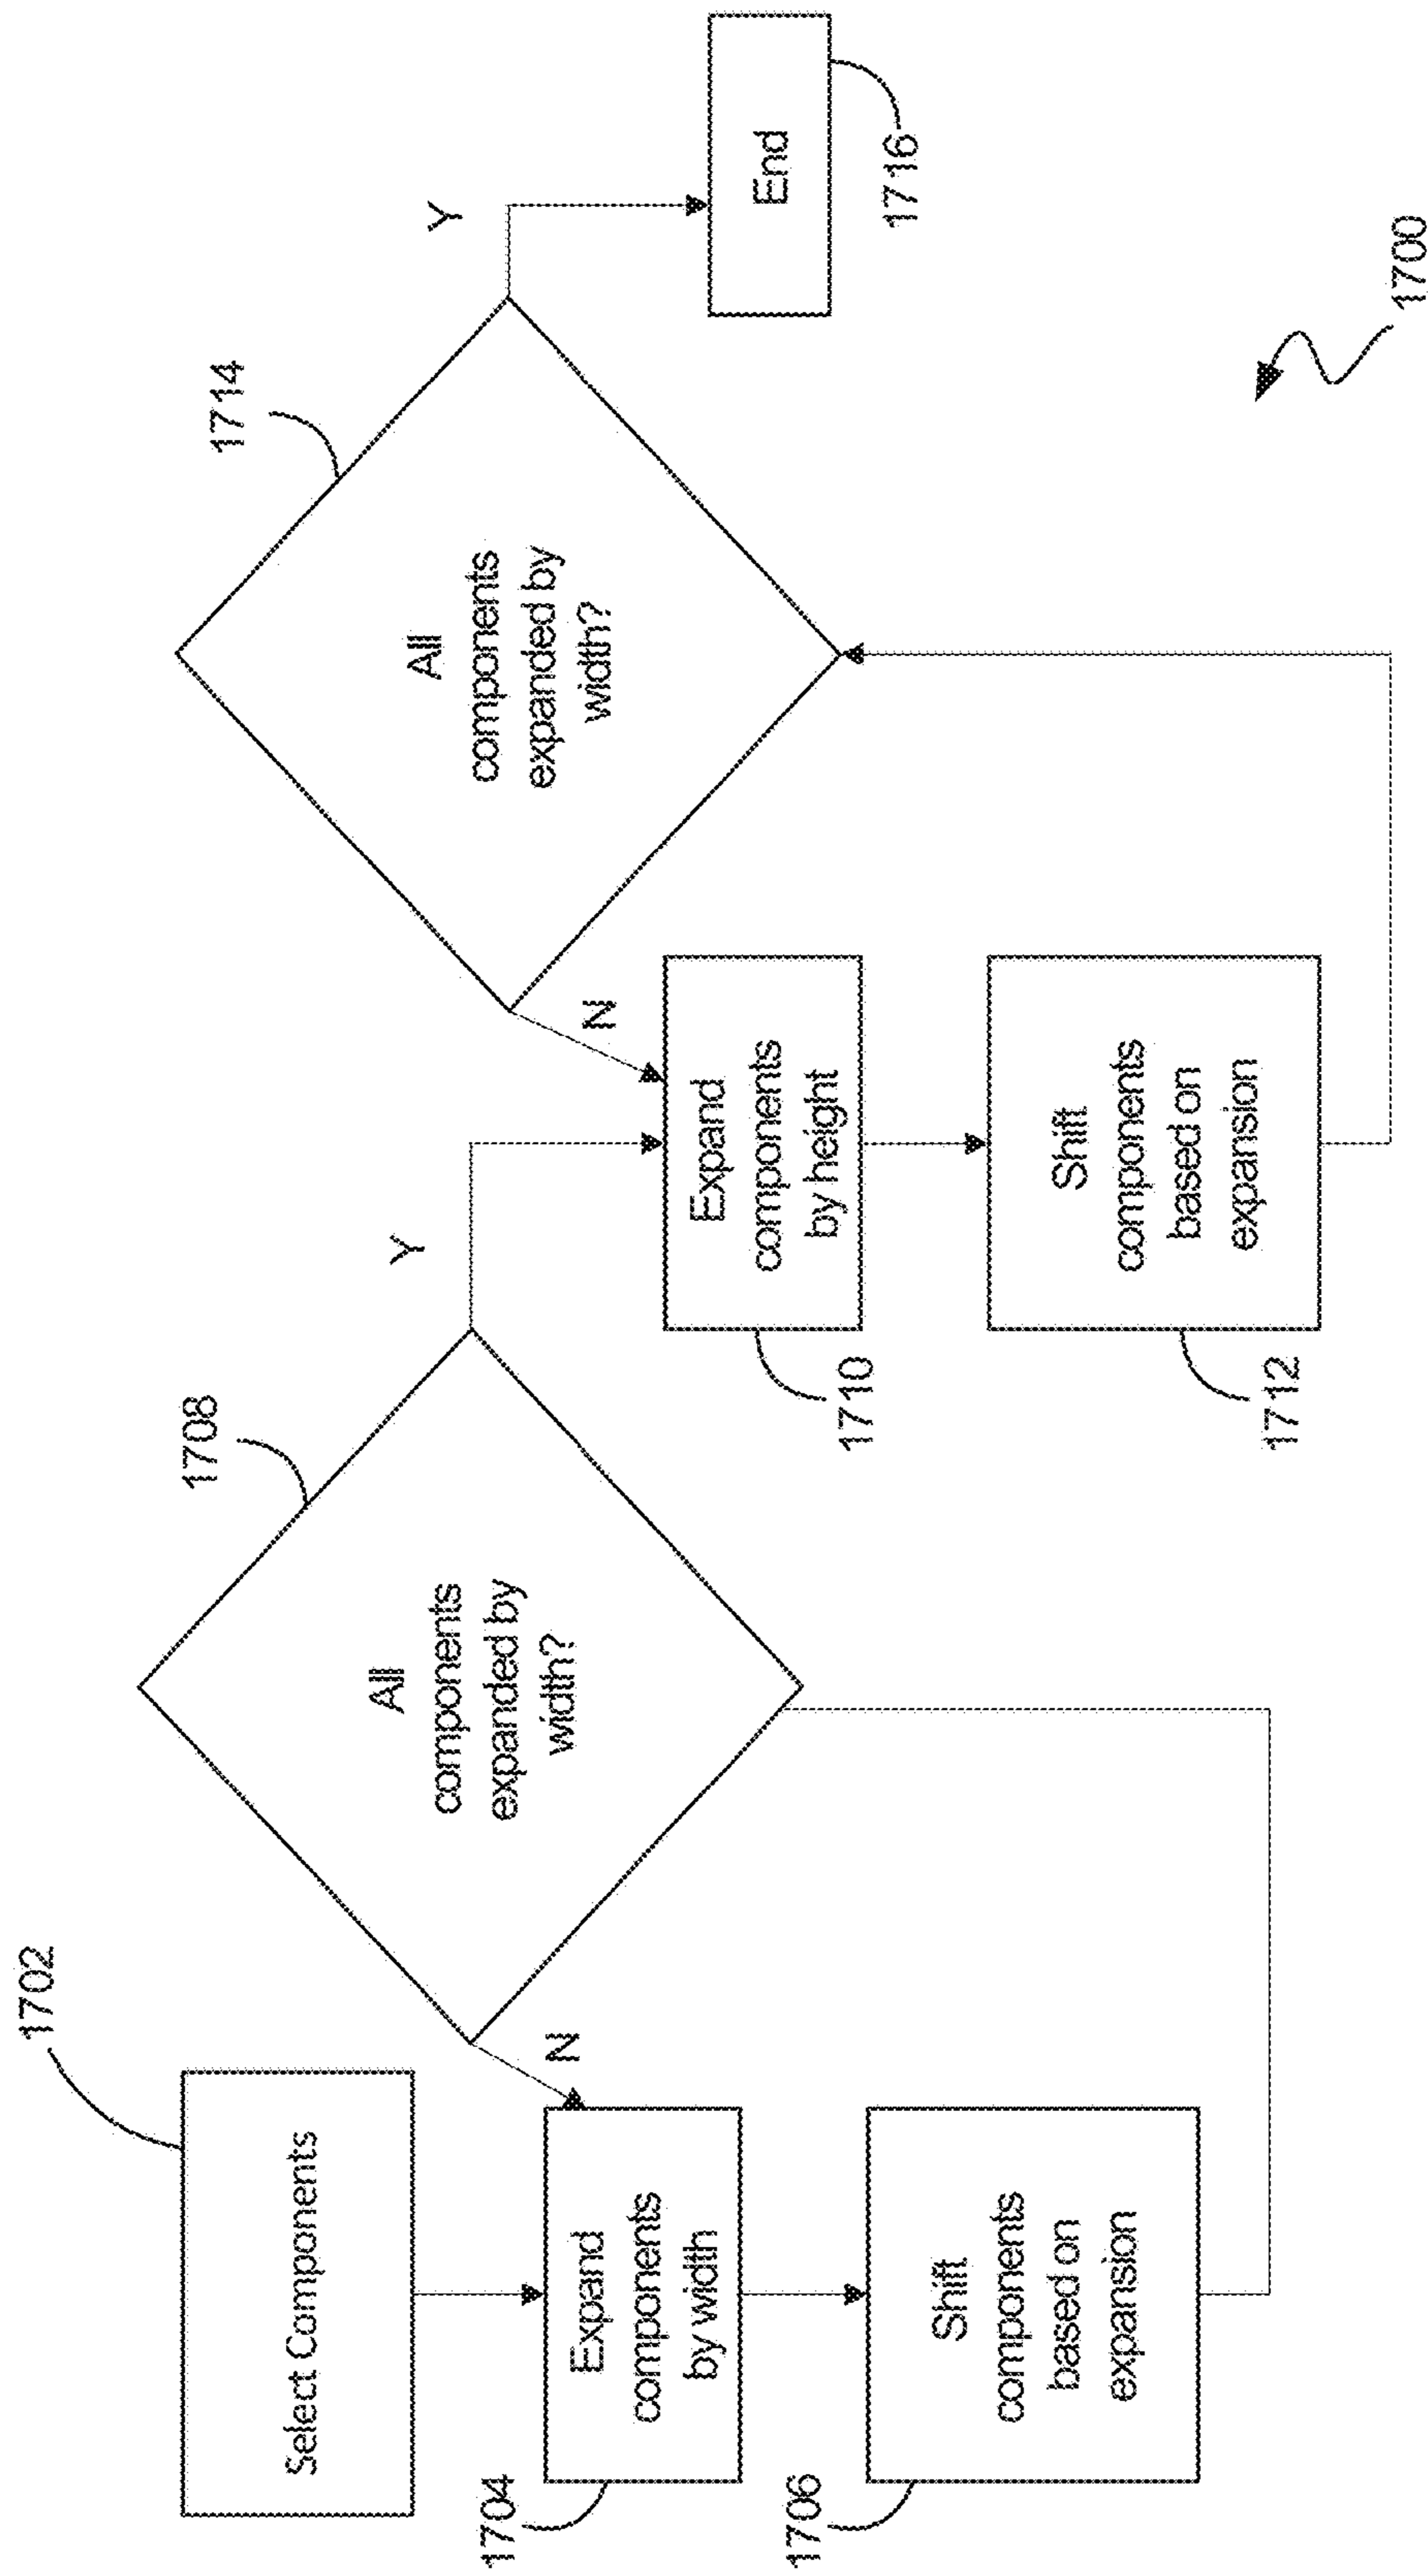 1702
Select Components
1704
Expand
components
by width
1706
Shift
components
based on
expansion
1708
All
components
expanded by
width?
N
Y
1710
Expand
components
by height
1712
Shift
components
based on
expansion
1714
All
components
expanded by
width?
N
Y
End
1716
1700